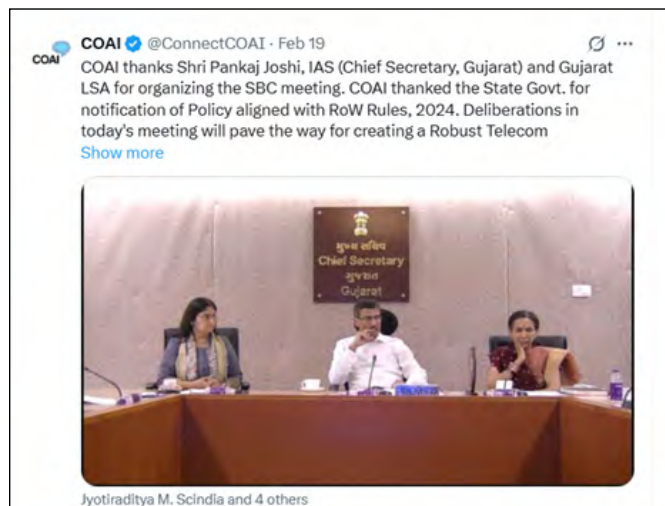 COAI @ConnectCOAI · Feb 19
COAI
COAI thanks Shri Pankaj Joshi, IAS (Chief Secretary, Gujarat) and Gujarat
LSA for organizing the SBC meeting. COAI thanked the State Govt. for
notification of Policy aligned with RoW Rules, 2024. Deliberations in
today's meeting will pave the way for creating a Robust Telecom
Show more
મુખ્ય સચિવ
Chief Secretary
ગુજરાત
Gujarat
Jyotiraditya M. Scindia and 4 others